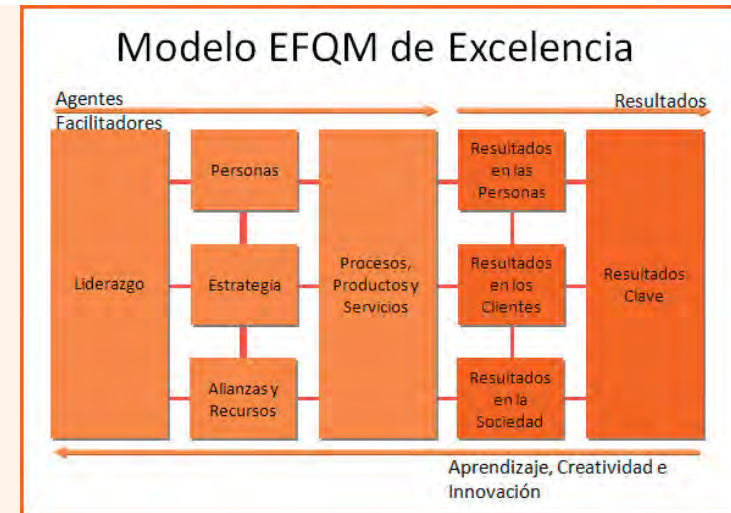 Modelo EFQM de Excelencia
Agentes
Facilitadores
Resultados
Liderazgo
Personas
Estrategia
Alianzas y
Recursos
Procesos,
Productos y
Servicios
Resultados
en las
Personas
Resultados
en los
Clientes
Resultados
en la
Sociedad
Resultados
Clave
Aprendizaje, Creatividad e
Innovación